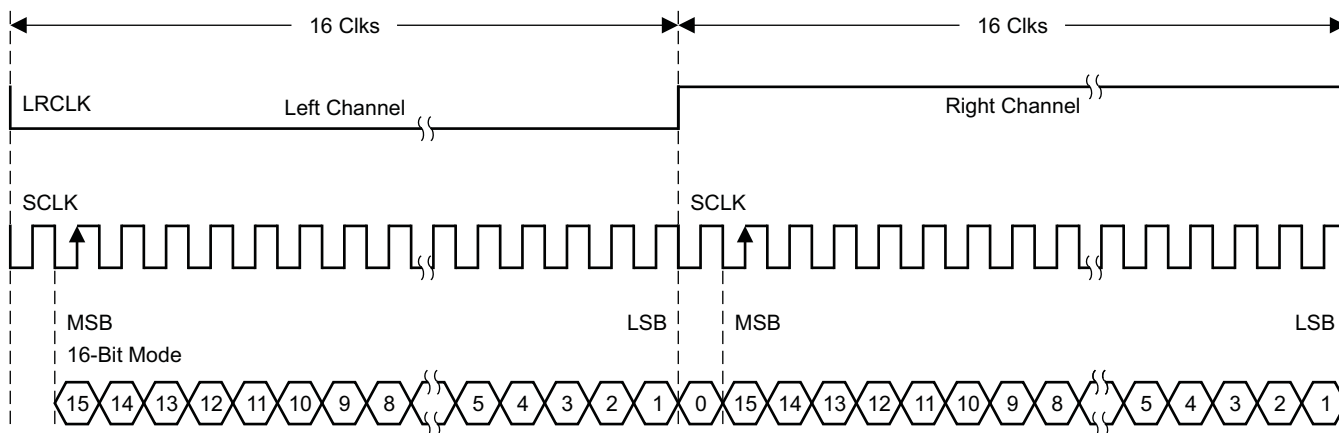 16 Clks 16 Clks
LRCLK Left Channel Right Channel
SCLK SCLK
MSB LSB MSB LSB
16-Bit Mode
15 14 13 12 11 10 9 8 5 4 3 2 1 0 15 14 13 12 11 10 9 8 5 4 3 2 1